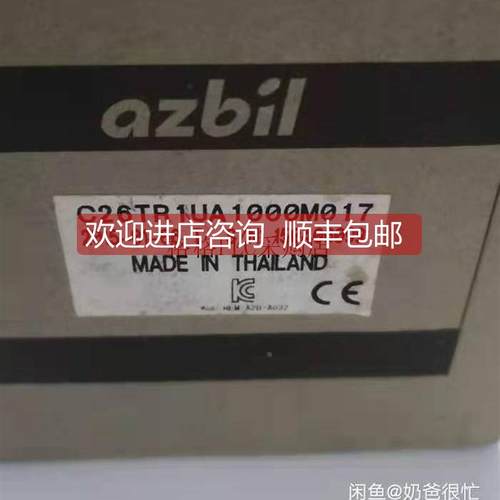 azbil
C26TR1UA1000M017
欢迎进店咨询 顺丰包邮
MADE IN THAILAND
CE
闲鱼@奶爸很忙